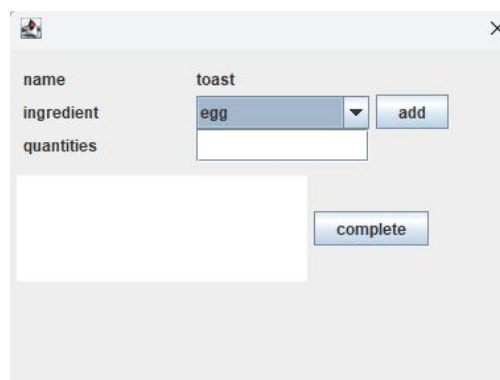 name toast
ingredient egg add
quantities
complete